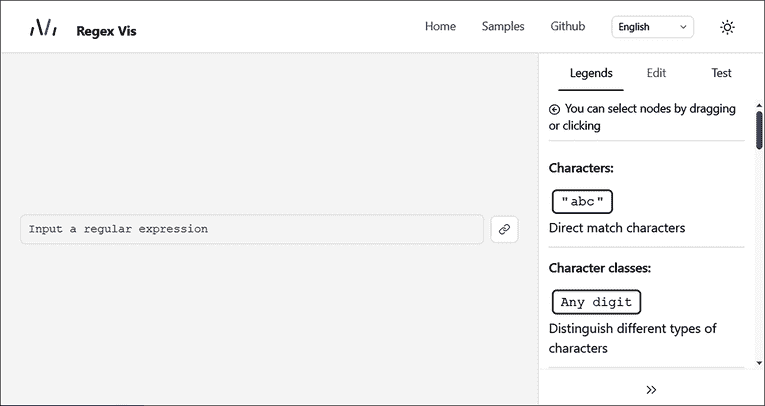 Regex Vis
Home Samples Github English
Legends Edit Test
You can select nodes by dragging
or clicking
Characters:
"abc"
Direct match characters
Input a regular expression
Character classes:
Any digit
Distinguish different types of
characters